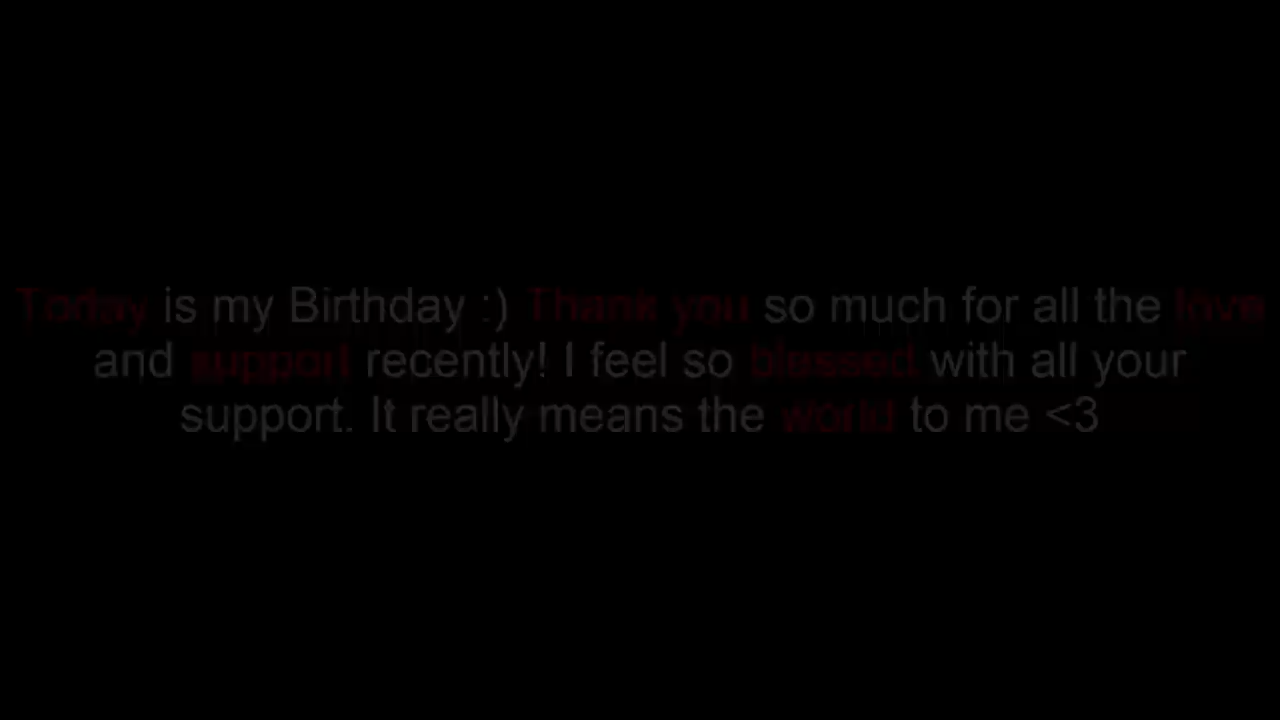 Today is my Birthday :) Thank you so much for all the love
and support recently! I feel so blessed with all your
support. It really means the world to me <3